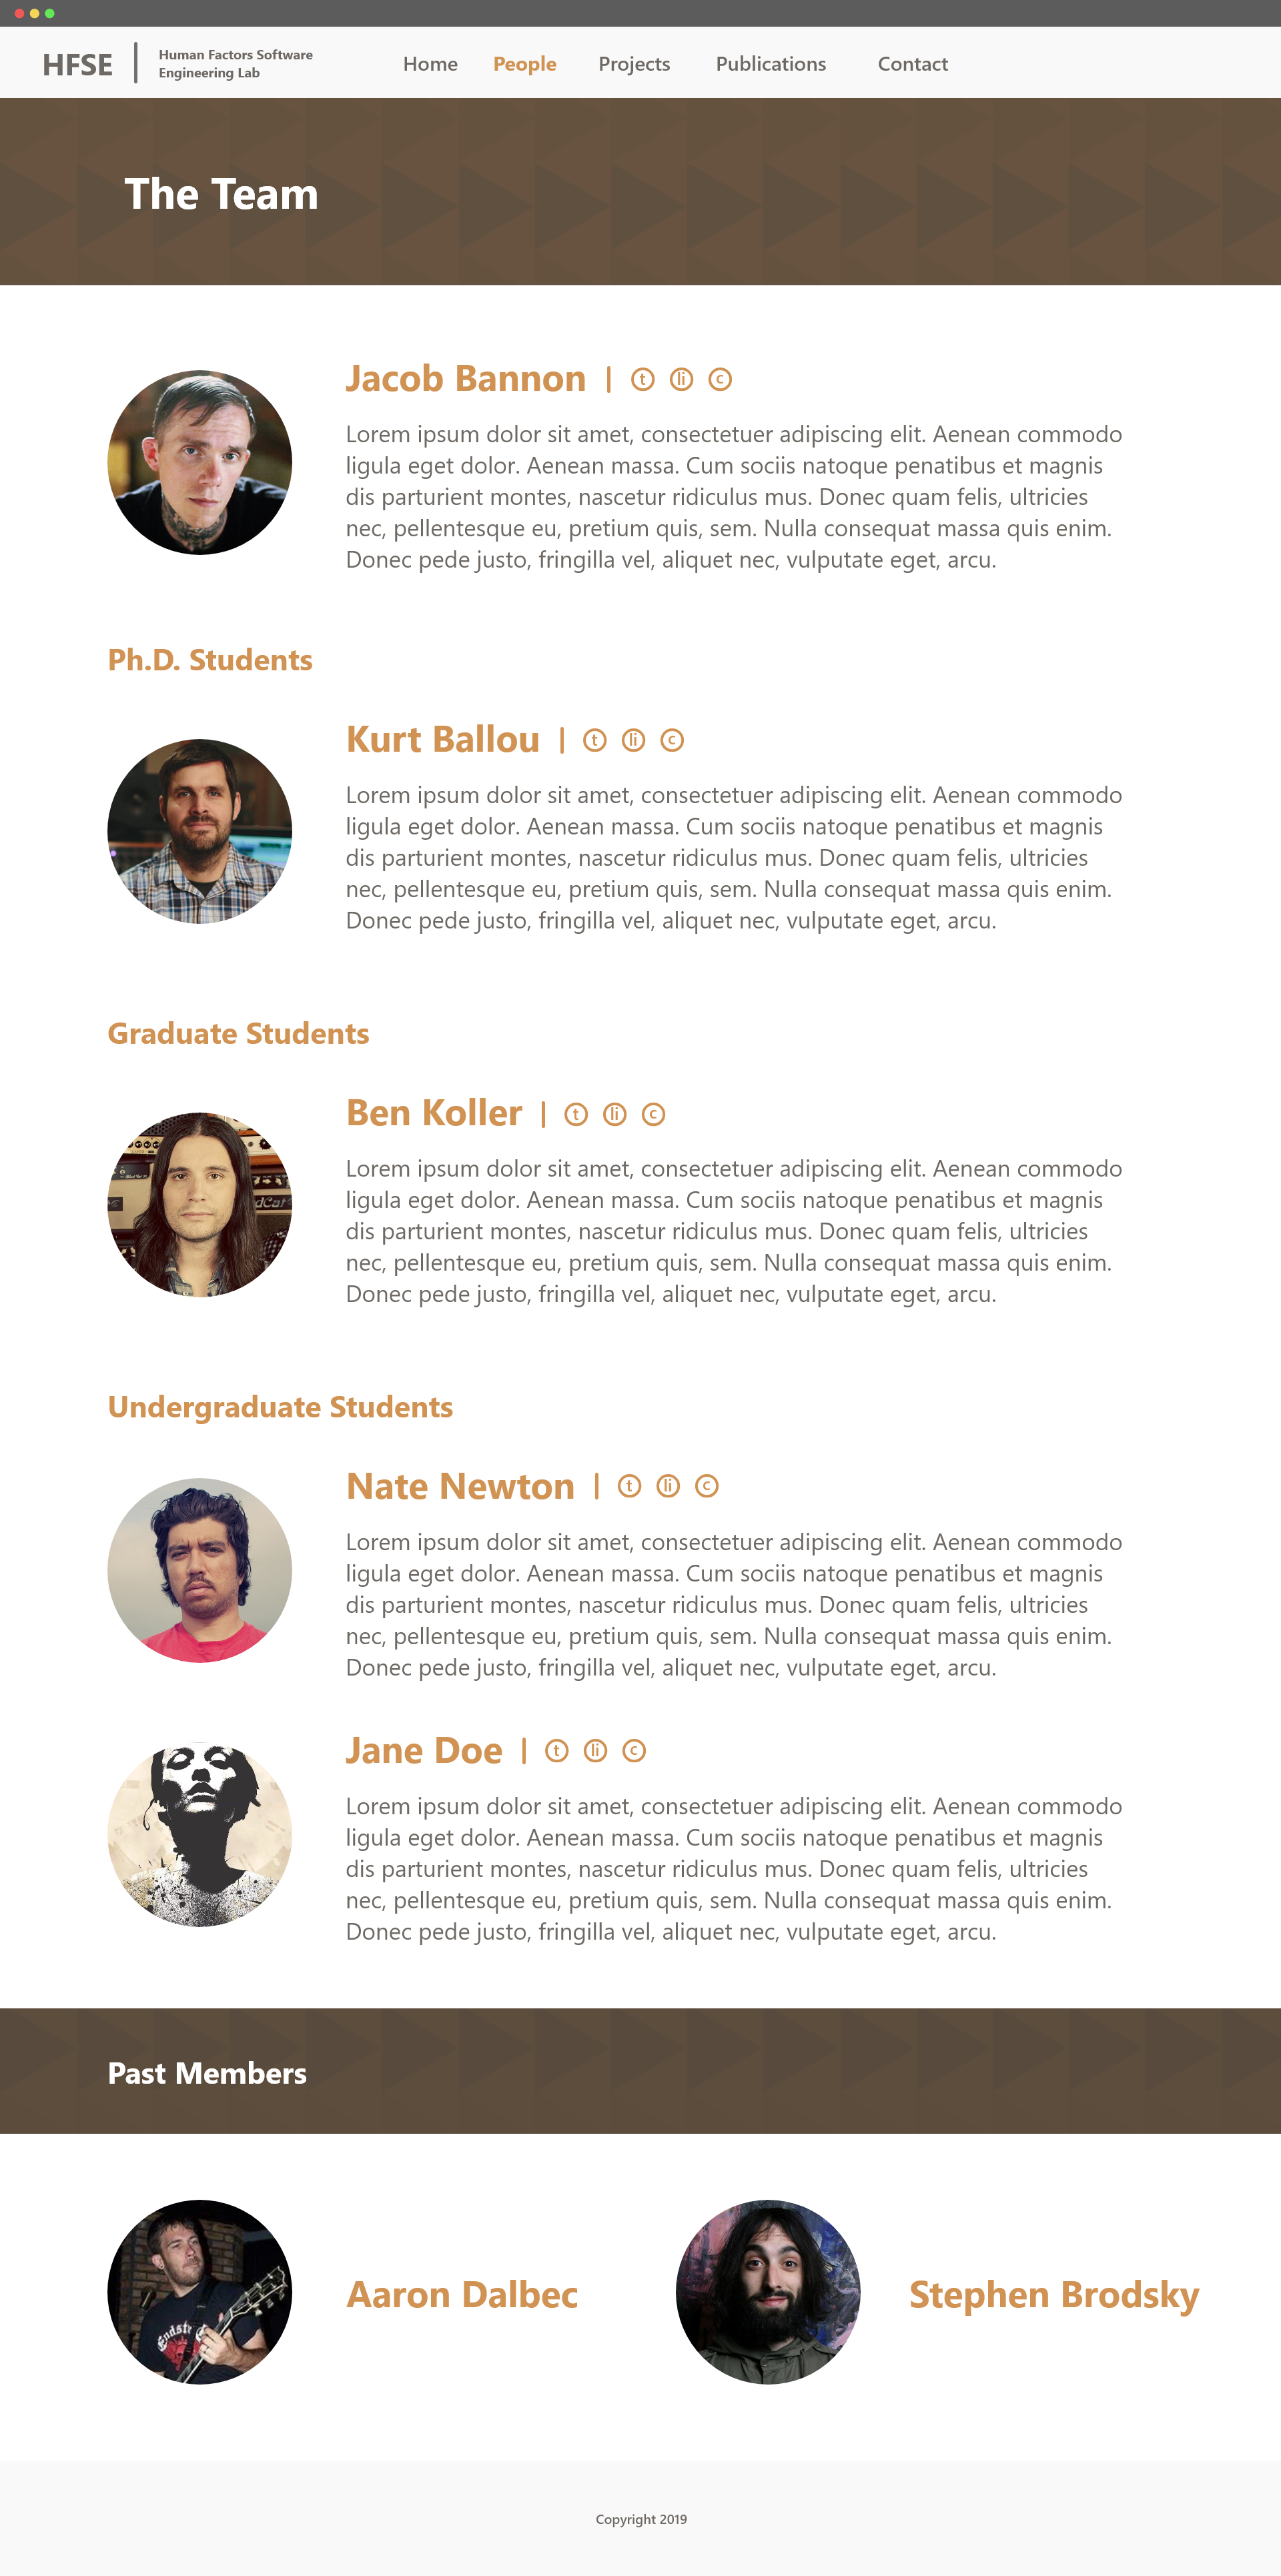 HFSE
Human Factors Software
Engineering Lab
Home People Projects Publications Contact
The Team
Jacob Bannon | t li c
Lorem ipsum dolor sit amet, consectetuer adipiscing elit. Aenean commodo
ligula eget dolor. Aenean massa. Cum sociis natoque penatibus et magnis
dis parturient montes, nascetur ridiculus mus. Donec quam felis, ultricies
nec, pellentesque eu, pretium quis, sem. Nulla consequat massa quis enim.
Donec pede justo, fringilla vel, aliquet nec, vulputate eget, arcu.
Ph.D. Students
Kurt Ballou | t li c
Lorem ipsum dolor sit amet, consectetuer adipiscing elit. Aenean commodo
ligula eget dolor. Aenean massa. Cum sociis natoque penatibus et magnis
dis parturient montes, nascetur ridiculus mus. Donec quam felis, ultricies
nec, pellentesque eu, pretium quis, sem. Nulla consequat massa quis enim.
Donec pede justo, fringilla vel, aliquet nec, vulputate eget, arcu.
Graduate Students
Ben Koller | t li c
Lorem ipsum dolor sit amet, consectetuer adipiscing elit. Aenean commodo
ligula eget dolor. Aenean massa. Cum sociis natoque penatibus et magnis
dis parturient montes, nascetur ridiculus mus. Donec quam felis, ultricies
nec, pellentesque eu, pretium quis, sem. Nulla consequat massa quis enim.
Donec pede justo, fringilla vel, aliquet nec, vulputate eget, arcu.
Undergraduate Students
Nate Newton | t li c
Lorem ipsum dolor sit amet, consectetuer adipiscing elit. Aenean commodo
ligula eget dolor. Aenean massa. Cum sociis natoque penatibus et magnis
dis parturient montes, nascetur ridiculus mus. Donec quam felis, ultricies
nec, pellentesque eu, pretium quis, sem. Nulla consequat massa quis enim.
Donec pede justo, fringilla vel, aliquet nec, vulputate eget, arcu.
Jane Doe | t li c
Lorem ipsum dolor sit amet, consectetuer adipiscing elit. Aenean commodo
ligula eget dolor. Aenean massa. Cum sociis natoque penatibus et magnis
dis parturient montes, nascetur ridiculus mus. Donec quam felis, ultricies
nec, pellentesque eu, pretium quis, sem. Nulla consequat massa quis enim.
Donec pede justo, fringilla vel, aliquet nec, vulputate eget, arcu.
Past Members
Aaron Dalbec
Stephen Brodsky
Copyright 2019